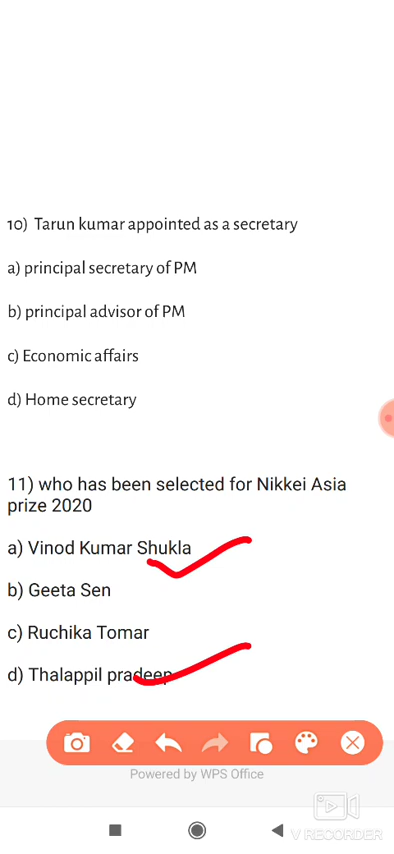 10) Tarun kumar appointed as a secretary
a) principal secretary of PM
b) principal advisor of PM
c) Economic affairs
d) Home secretary
11) who has been selected for Nikkei Asia
prize 2020
a) Vinod Kumar Shukla
b) Geeta Sen
c) Ruchika Tomar
d) Thalappil pradeep
Powered by WPS Office
V RECORDER